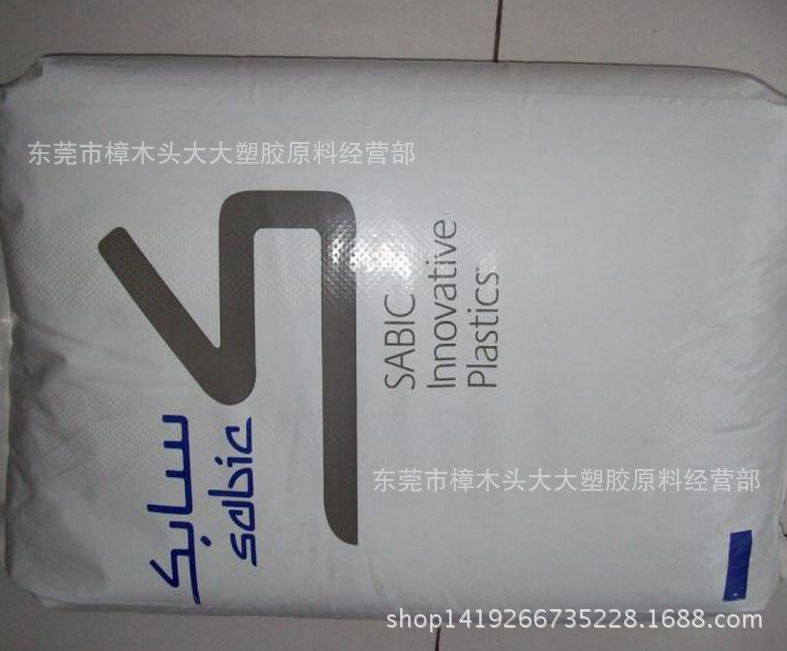 东莞市樟木头大大塑胶原料经营部
سابك
sabic
SABIC
Innovative
Plastics™
东莞市樟木头大大塑胶原料经营部
shop1419266735228.1688.com